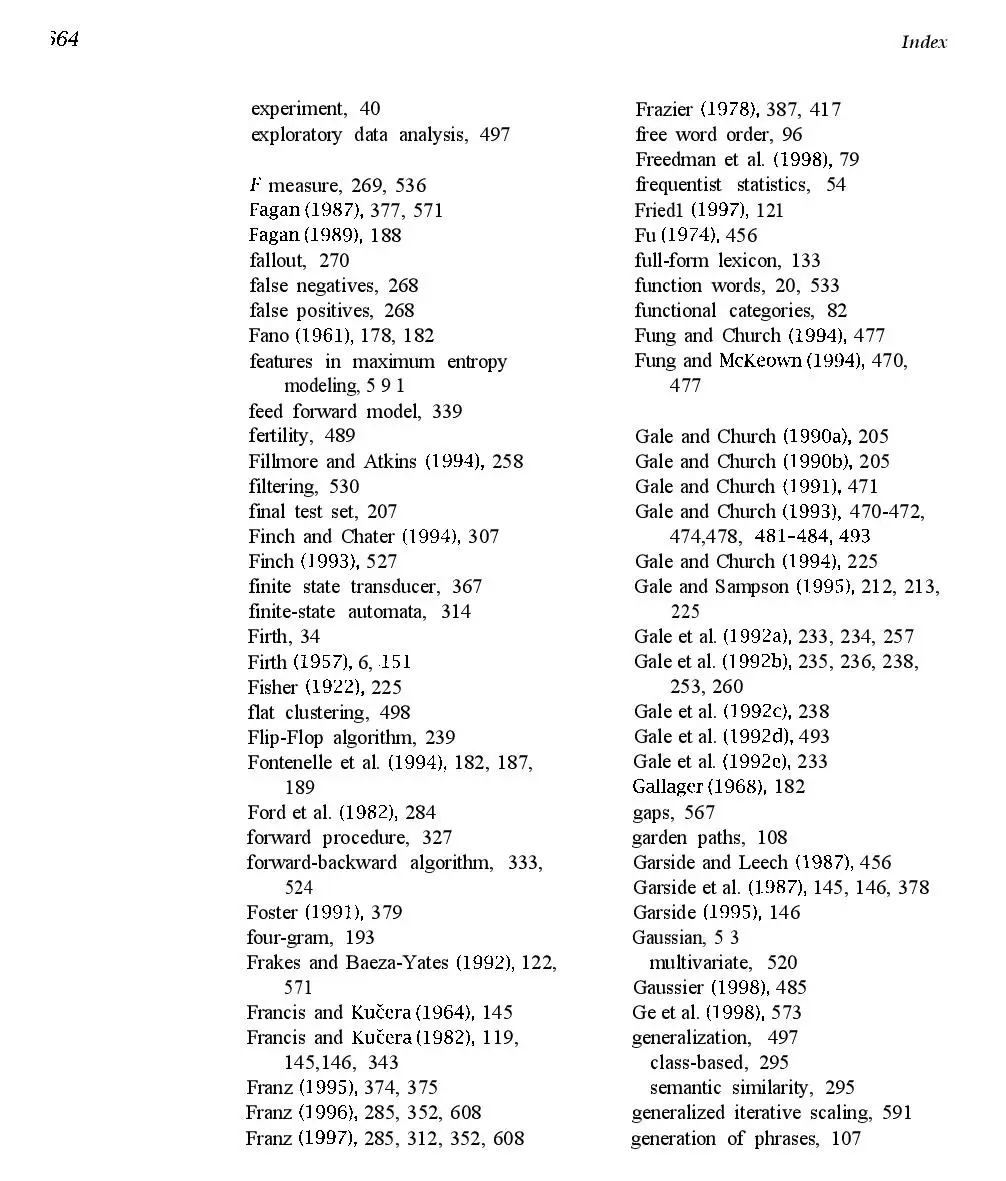 664
Index
experiment, 40
exploratory data analysis, 497
F measure, 269, 536
Fagan (1987), 377, 571
Fagan (1989), 188
fallout, 270
false negatives, 268
false positives, 268
Fano (1961), 178, 182
features in maximum entropy
modeling, 5 9 1
feed forward model, 339
fertility, 489
Fillmore and Atkins (1994), 258
filtering, 530
final test set, 207
Finch and Chater (1994), 307
Finch (1993), 527
finite state transducer, 367
finite-state automata, 314
Firth, 34
Firth (1957), 6, 151
Fisher (1922), 225
flat clustering, 498
Flip-Flop algorithm, 239
Fontenelle et al. (1994), 182, 187,
189
Ford et al. (1982), 284
forward procedure, 327
forward-backward algorithm, 333,
524
Foster (1991), 379
four-gram, 193
Frakes and Baeza-Yates (1992), 122,
571
Francis and Kučera (1964), 145
Francis and Kučera (1982), 119,
145,146, 343
Franz (1995), 374, 375
Franz (1996), 285, 352, 608
Franz (1997), 285, 312, 352, 608
Frazier (1978), 387, 417
free word order, 96
Freedman et al. (1998), 79
frequentist statistics, 54
Friedl (1997), 121
Fu (1974), 456
full-form lexicon, 133
function words, 20, 533
functional categories, 82
Fung and Church (1994), 477
Fung and McKeown (1994), 470,
477
Gale and Church (1990a), 205
Gale and Church (1990b), 205
Gale and Church (1991), 471
Gale and Church (1993), 470-472,
474,478, 481-484, 493
Gale and Church (1994), 225
Gale and Sampson (1995), 212, 213,
225
Gale et al. (1992a), 233, 234, 257
Gale et al. (1992b), 235, 236, 238,
253, 260
Gale et al. (1992c), 238
Gale et al. (1992d), 493
Gale et al. (1992e), 233
Gallager (1968), 182
gaps, 567
garden paths, 108
Garside and Leech (1987), 456
Garside et al. (1987), 145, 146, 378
Garside (1995), 146
Gaussian, 5 3
multivariate, 520
Gaussier (1998), 485
Ge et al. (1998), 573
generalization, 497
class-based, 295
semantic similarity, 295
generalized iterative scaling, 591
generation of phrases, 107